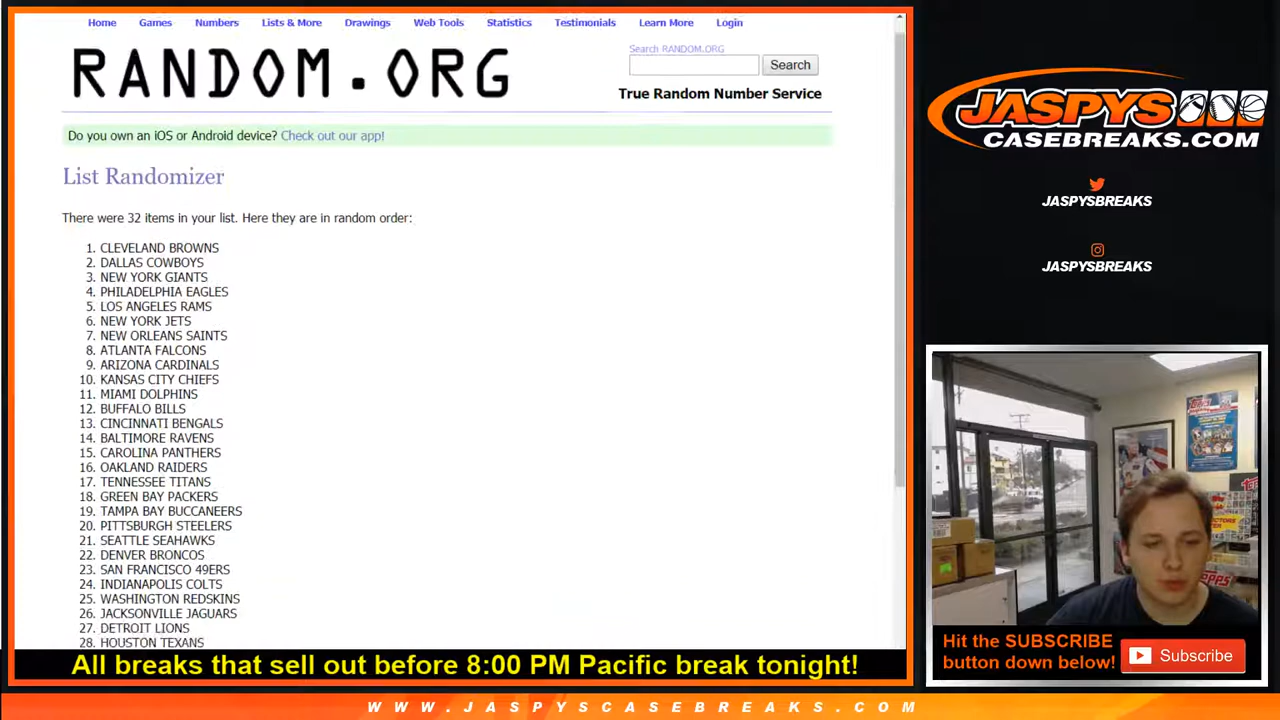 Home Games Numbers Lists & More Drawings Web Tools Statistics Testimonials Learn More Login
RANDOM.ORG
Search RANDOM.ORG
Search
True Random Number Service
Do you own an iOS or Android device? Check out our app!
List Randomizer
There were 32 items in your list. Here they are in random order:
1. CLEVELAND BROWNS
2. DALLAS COWBOYS
3. NEW YORK GIANTS
4. PHILADELPHIA EAGLES
5. LOS ANGELES RAMS
6. NEW YORK JETS
7. NEW ORLEANS SAINTS
8. ATLANTA FALCONS
9. ARIZONA CARDINALS
10. KANSAS CITY CHIEFS
11. MIAMI DOLPHINS
12. BUFFALO BILLS
13. CINCINNATI BENGALS
14. BALTIMORE RAVENS
15. CAROLINA PANTHERS
16. OAKLAND RAIDERS
17. TENNESSEE TITANS
18. GREEN BAY PACKERS
19. TAMPA BAY BUCCANEERS
20. PITTSBURGH STEELERS
21. SEATTLE SEAHAWKS
22. DENVER BRONCOS
23. SAN FRANCISCO 49ERS
24. INDIANAPOLIS COLTS
25. WASHINGTON REDSKINS
26. JACKSONVILLE JAGUARS
27. DETROIT LIONS
28. HOUSTON TEXANS
All breaks that sell out before 8:00 PM Pacific break tonight!
JASPYS
CASEBREAKS.COM
JASPYSBREAKS
JASPYSBREAKS
Hit the SUBSCRIBE
button down below!
Subscribe
WWW.JASPYSCASEBREAKS.COM